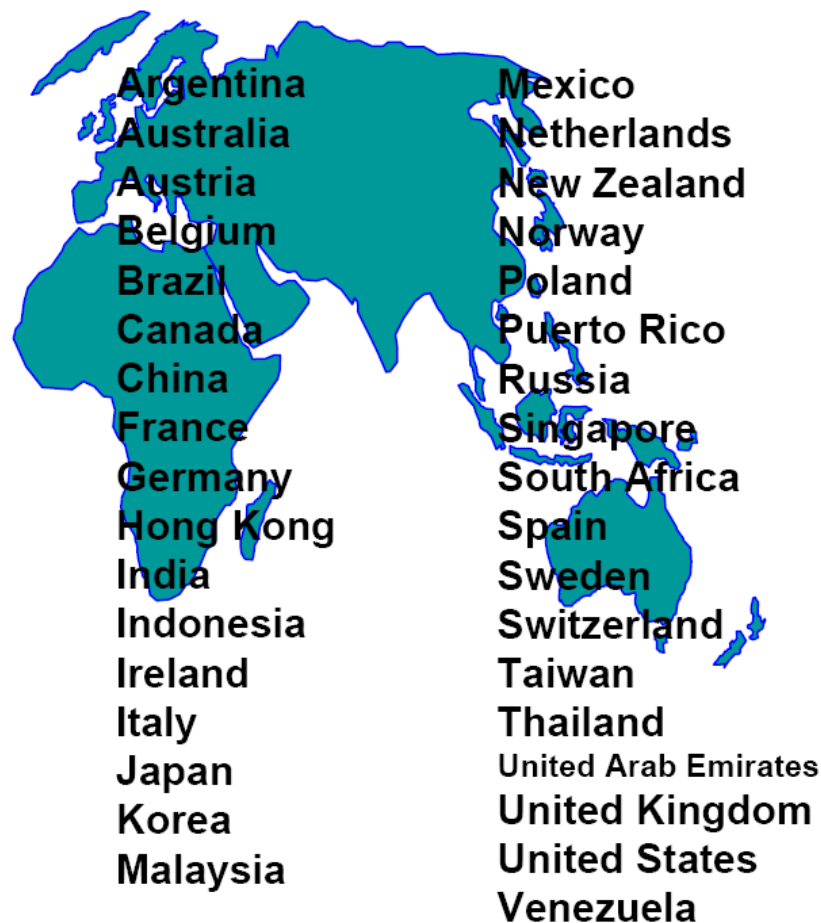 Argentina
Australia
Austria
Belgium
Brazil
Canada
China
France
Germany
Hong Kong
India
Indonesia
Ireland
Italy
Japan
Korea
Malaysia
Mexico
Netherlands
New Zealand
Norway
Poland
Puerto Rico
Russia
Singapore
South Africa
Spain
Sweden
Switzerland
Taiwan
Thailand
United Arab Emirates
United Kingdom
United States
Venezuela